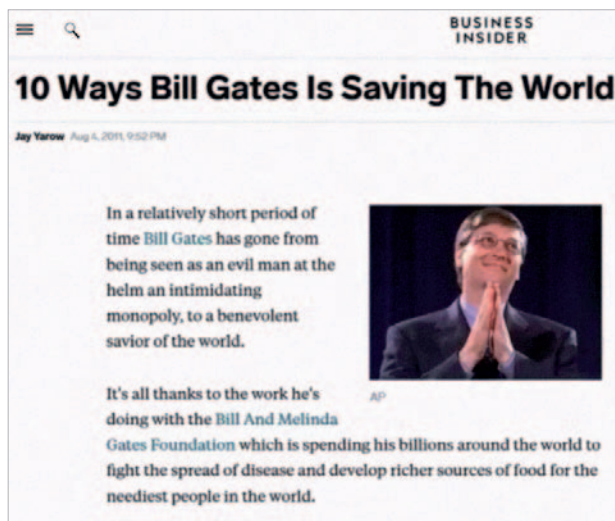 BUSINESS
INSIDER
10 Ways Bill Gates Is Saving The World
Jay Yarow Aug 4, 2011, 9:52 PM
In a relatively short period of
time Bill Gates has gone from
being seen as an evil man at the
helm an intimidating
monopoly, to a benevolent
savior of the world.
AP
It's all thanks to the work he's
doing with the Bill And Melinda
Gates Foundation which is spending his billions around the world to
fight the spread of disease and develop richer sources of food for the
neediest people in the world.